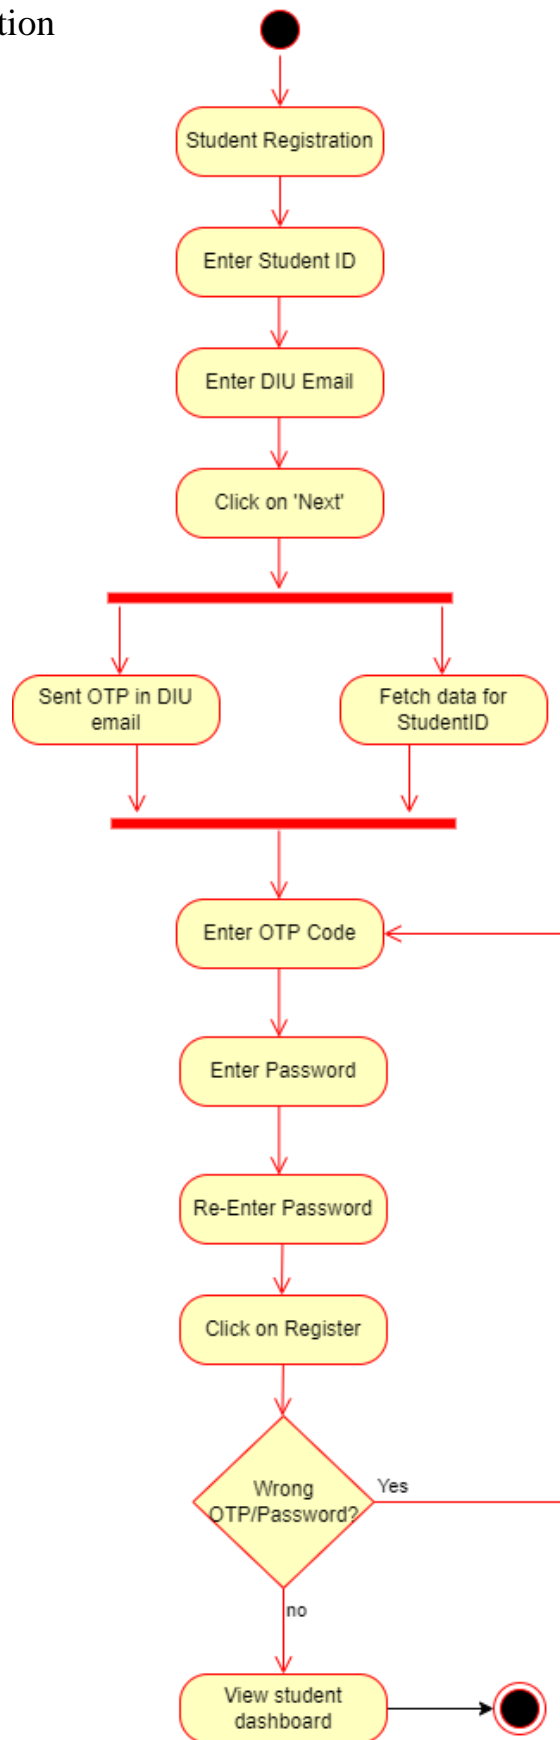 tion
Student Registration
Enter Student ID
Enter DIU Email
Click on 'Next'
Sent OTP in DIU
email
Fetch data for
StudentID
Enter OTP Code
Enter Password
Re-Enter Password
Click on Register
Wrong
OTP/Password?
Yes
no
View student
dashboard